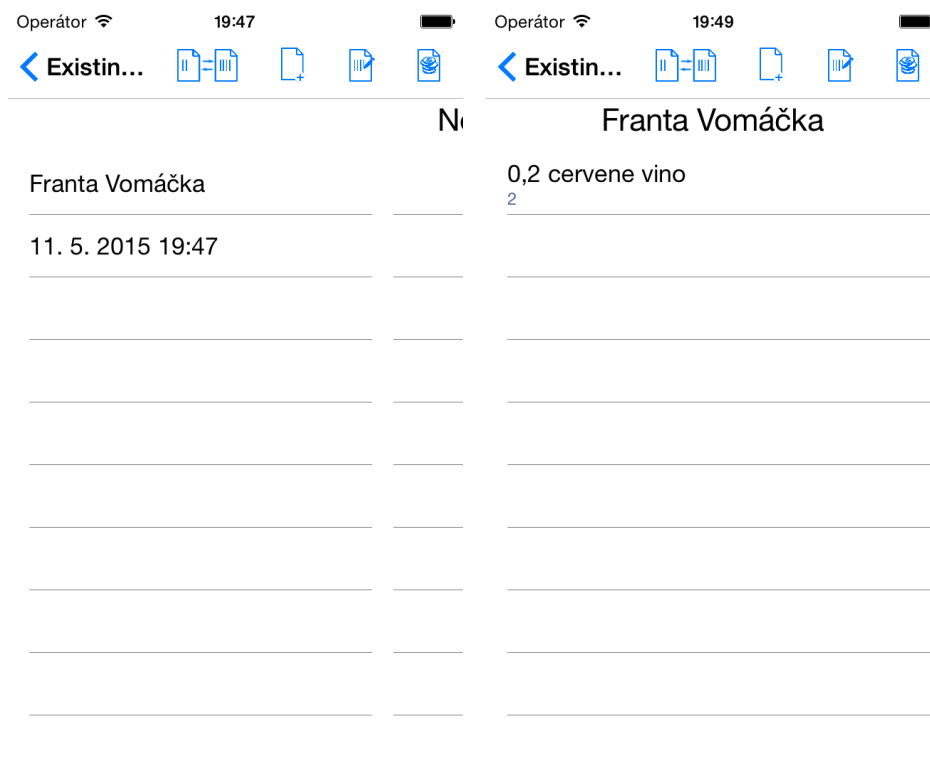 Operátor 19:47
Existin...
Franta Vomáčka
11. 5. 2015 19:47
Operátor 19:49
Existin...
Franta Vomáčka
0,2 cervene vino
2